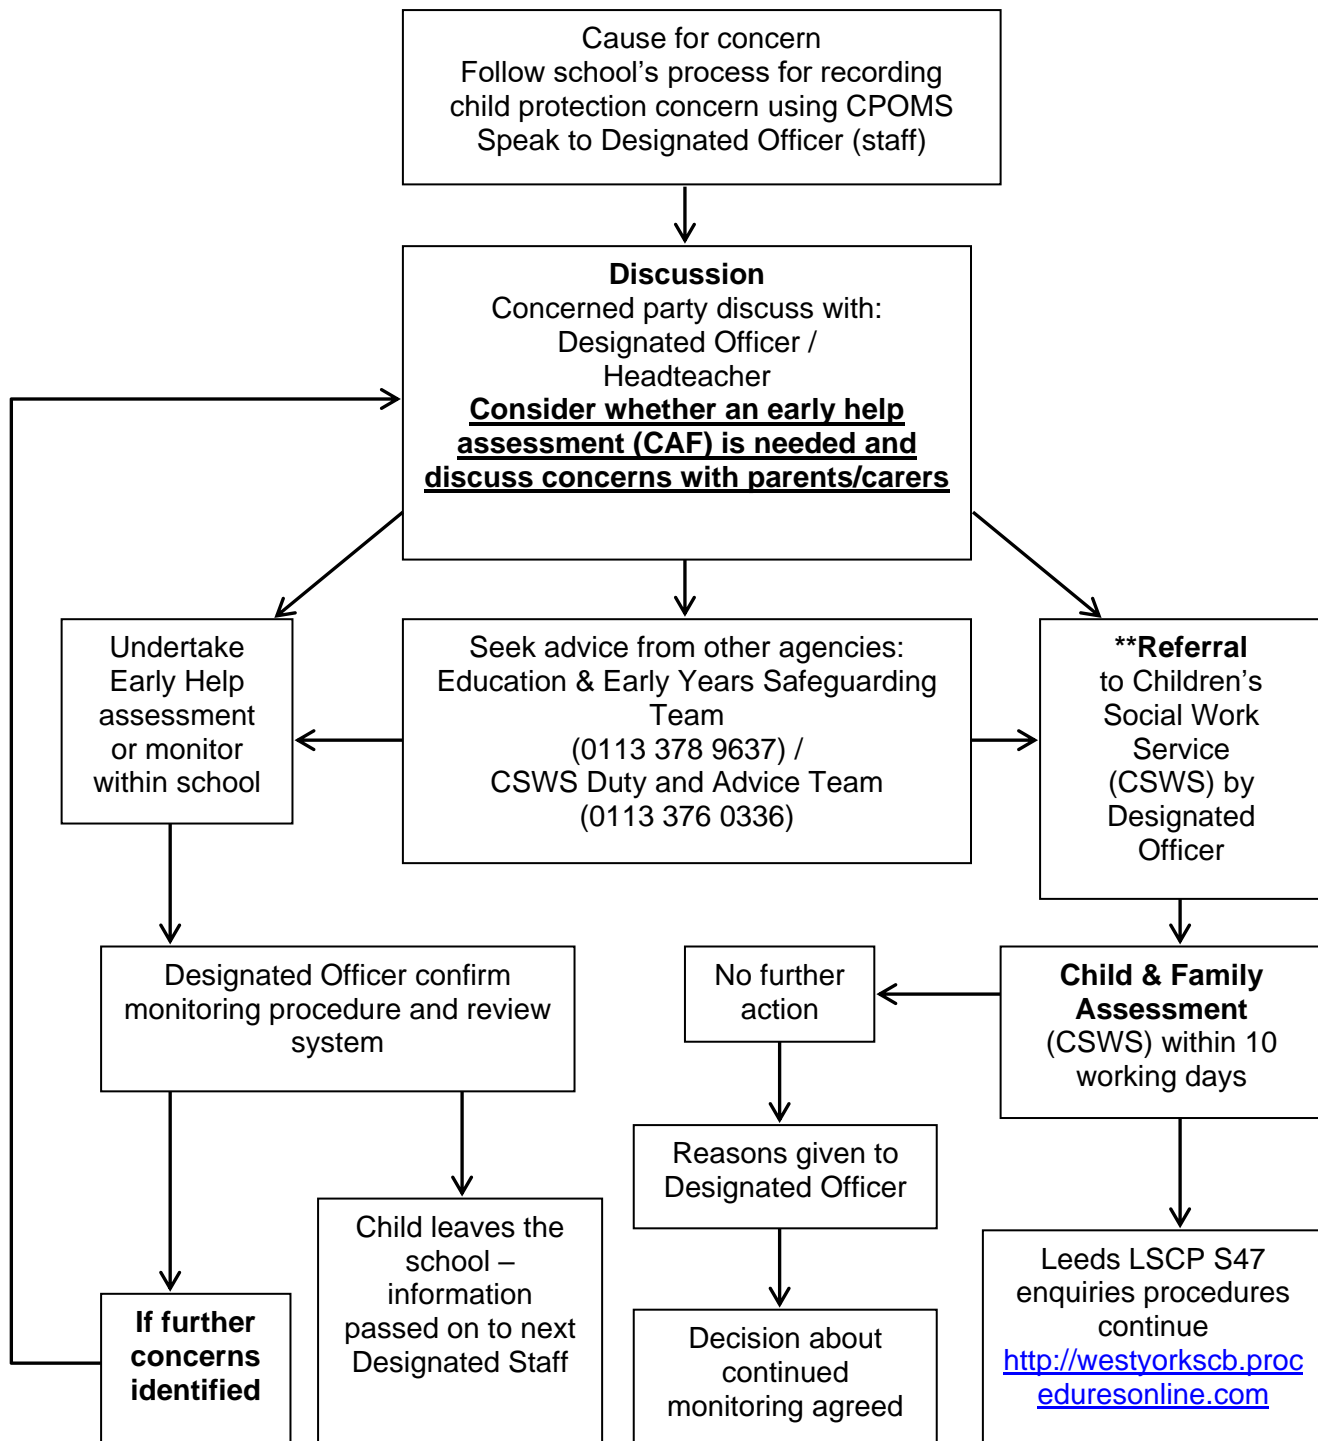 Cause for concern
Follow school’s process for recording
child protection concern using CPOMS
Speak to Designated Officer (staff)
Discussion
Concerned party discuss with:
Designated Officer /
Headteacher
Consider whether an early help
assessment (CAF) is needed and
discuss concerns with parents/carers
Undertake
Early Help
assessment
or monitor
within school
Seek advice from other agencies:
Education & Early Years Safeguarding
Team
(0113 378 9637) /
CSWS Duty and Advice Team
(0113 376 0336)
**Referral
to Children’s
Social Work
Service
(CSWS) by
Designated
Officer
Designated Officer confirm
monitoring procedure and review
system
No further
action
Child & Family
Assessment
(CSWS) within 10
working days
Reasons given to
Designated Officer
Child leaves the
school –
information
passed on to next
Designated Staff
Leeds LSCP S47
enquiries procedures
continue
http://westyorkscb.proc
eduresonline.com
If further
concerns
identified
Decision about
continued
monitoring agreed